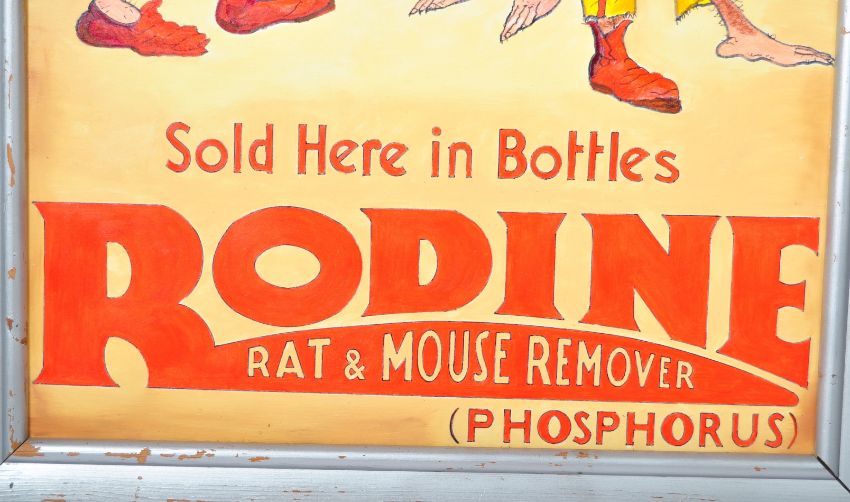 Sold Here in Bottles
RODINE
RAT & MOUSE REMOVER
(PHOSPHORUS)